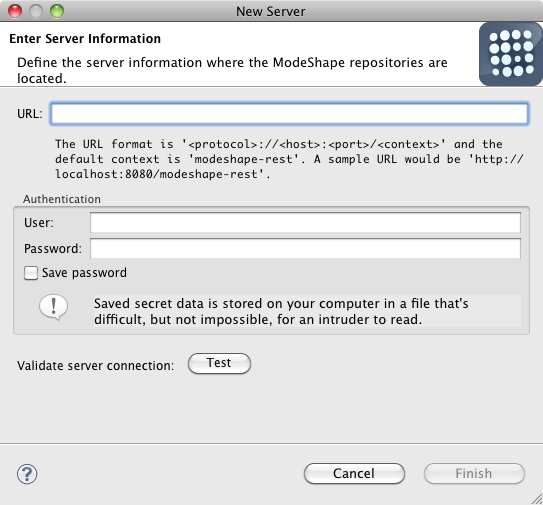 New Server
Enter Server Information
Define the server information where the ModeShape repositories are
located.
URL:
The URL format is '<protocol>://<host>:<port>/<context>' and the
default context is 'modeshape-rest'. A sample URL would be 'http://
localhost:8080/modeshape-rest'.
Authentication
User:
Password:
Save password
!
Saved secret data is stored on your computer in a file that's
difficult, but not impossible, for an intruder to read.
Validate server connection: Test
? Cancel Finish